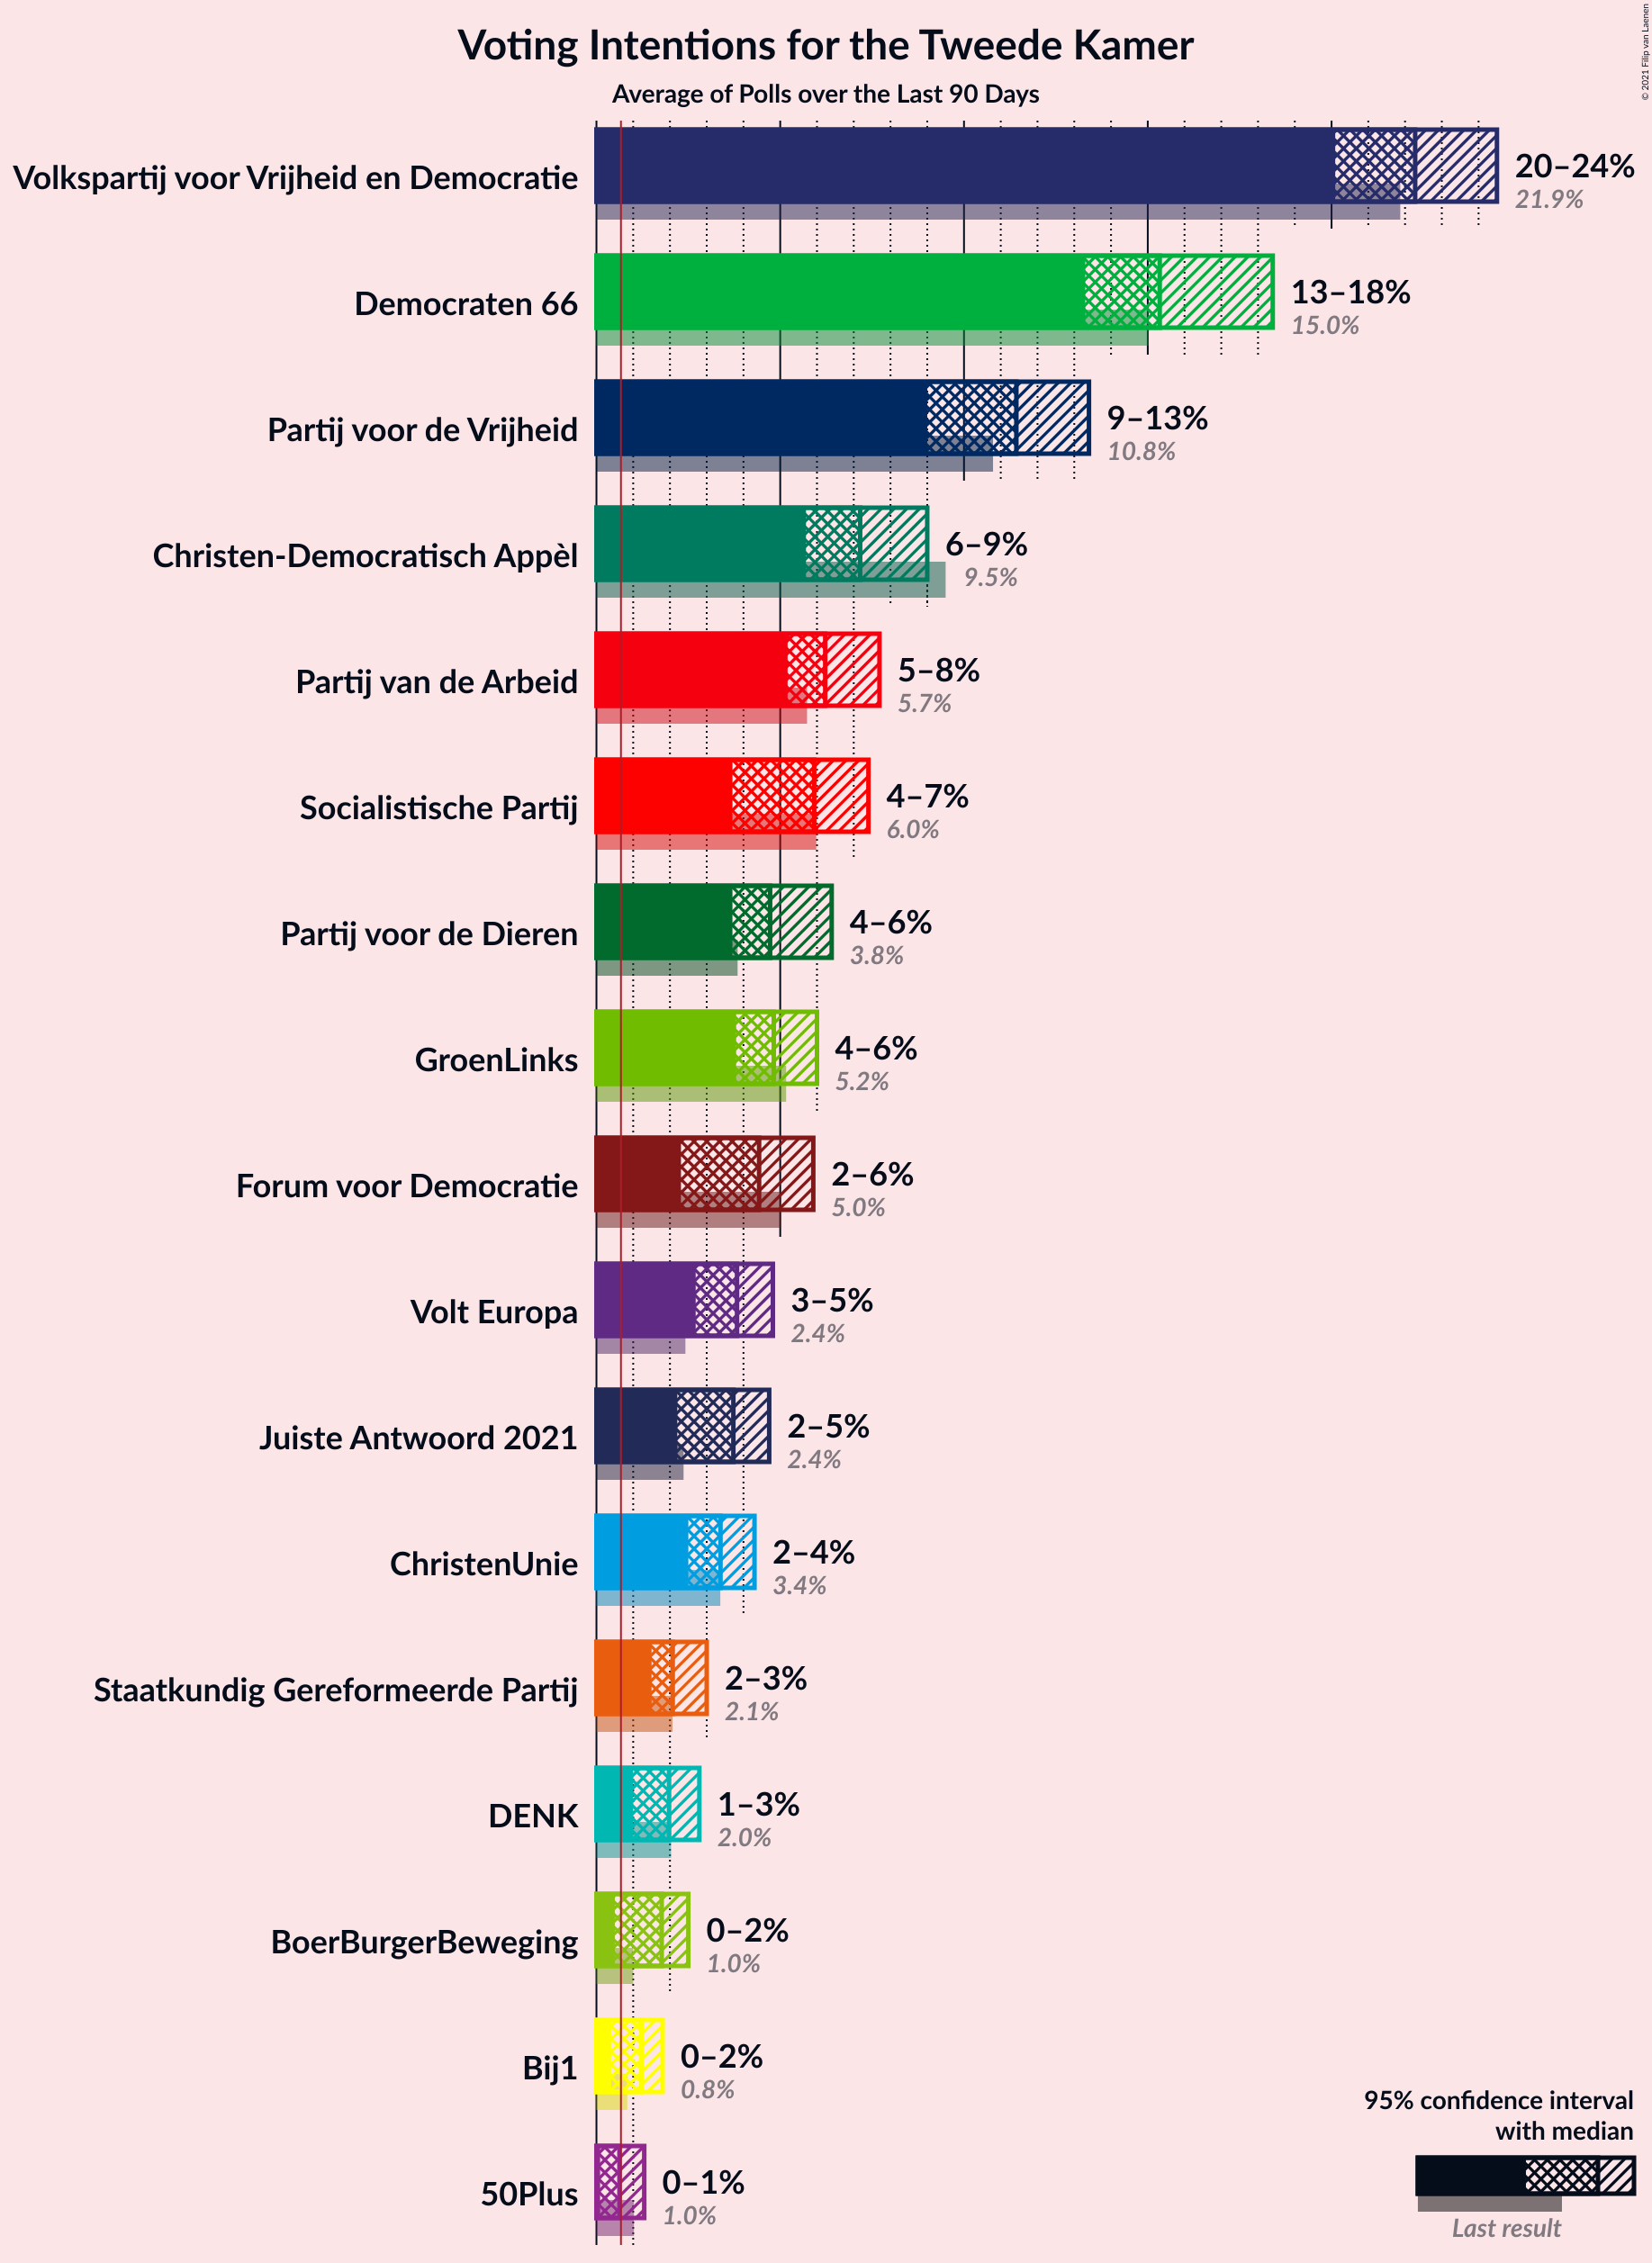 © 2021 Filip van Laenen
Voting Intentions for the Tweede Kamer
Average of Polls over the Last 90 Days
Volkspartij voor Vrijheid en Democratie
20–24%
21.9%
Democraten 66
13–18%
15.0%
Partij voor de Vrijheid
9–13%
10.8%
Christen-Democratisch Appèl
6–9%
9.5%
Partij van de Arbeid
5–8%
5.7%
Socialistische Partij
4–7%
6.0%
Partij voor de Dieren
4–6%
3.8%
GroenLinks
4–6%
5.2%
Forum voor Democratie
2–6%
5.0%
Volt Europa
3–5%
2.4%
Juiste Antwoord 2021
2–5%
2.4%
ChristenUnie
2–4%
3.4%
Staatkundig Gereformeerde Partij
2–3%
2.1%
DENK
1–3%
2.0%
BoerBurgerBeweging
0–2%
1.0%
Bij1
0–2%
0.8%
50Plus
0–1%
1.0%
95% confidence interval
with median
Last result